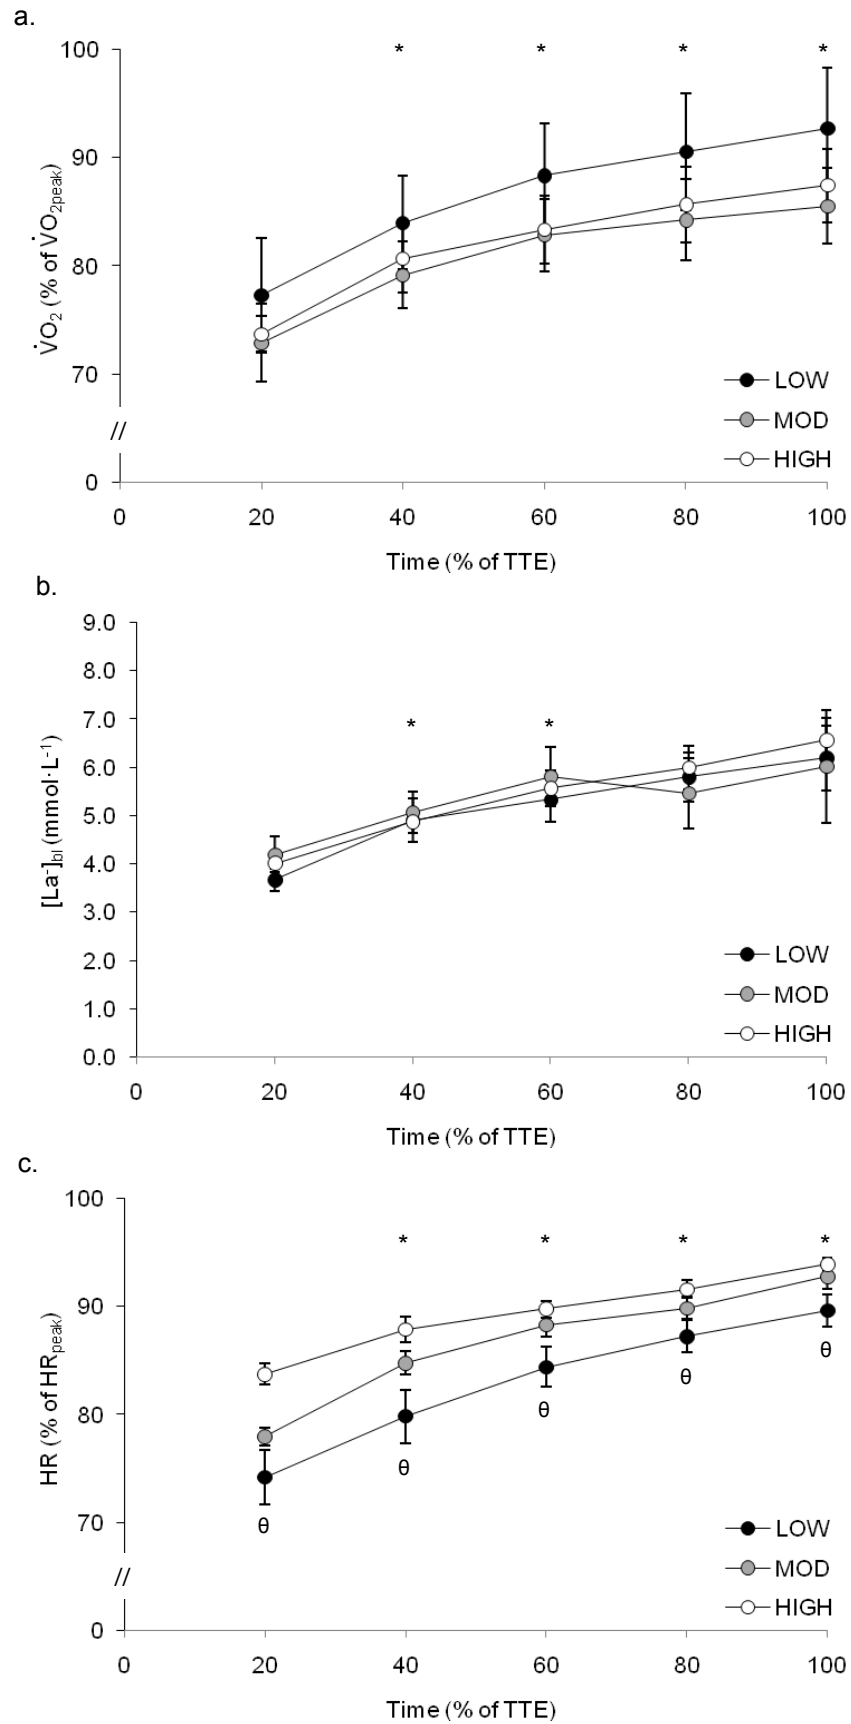 a.
100
* * * *
90
80
70
//
0
V̇O2 (% of V̇O2peak)
LOW
MOD
HIGH
0 20 40 60 80 100
Time (% of TTE)
b.
9.0
8.0
7.0
6.0
5.0
4.0
3.0
2.0
1.0
0.0
* *
[La-]bl (mmol·L-1)
LOW
MOD
HIGH
0 20 40 60 80 100
Time (% of TTE)
c.
100
* * * *
90
80
70
//
0
HR (% of HRpeak)
θ θ θ θ θ
LOW
MOD
HIGH
0 20 40 60 80 100
Time (% of TTE)